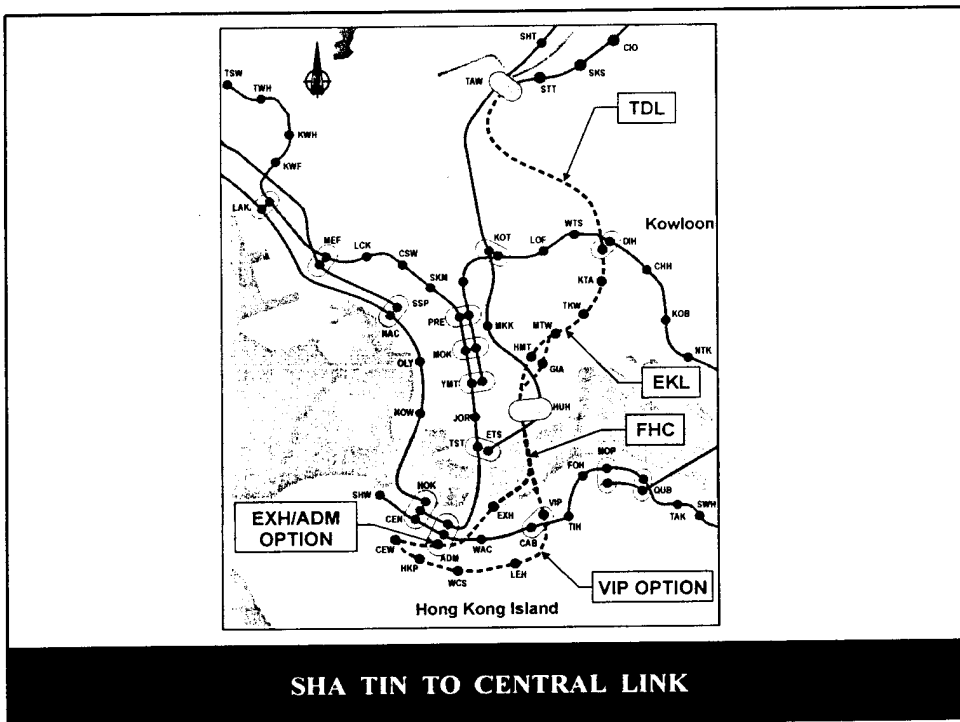 SHT
CIO
TSW
TAW
SKS
STT
TWH
TDL
KWH
KWF
LAK
WTS
Kowloon
MEF
LCK
KOT
LOF
DIH
CSW
CHH
SKM
KTA
SSP
TKW
NAC
PRE
MKK
MTW
KOB
HMT
MOK
NTK
OLY
GIA
YMT
EKL
HUH
KOW
JOR
FHC
ETS
TST
MOP
FOH
SHW
HOK
QUB
EXH
VIP
TAK
SWH
EXH/ADM
OPTION
CEN
TIH
CAB
CEW
ADM
WAC
HKP
WCS
LEH
VIP OPTION
Hong Kong Island
SHA TIN TO CENTRAL LINK